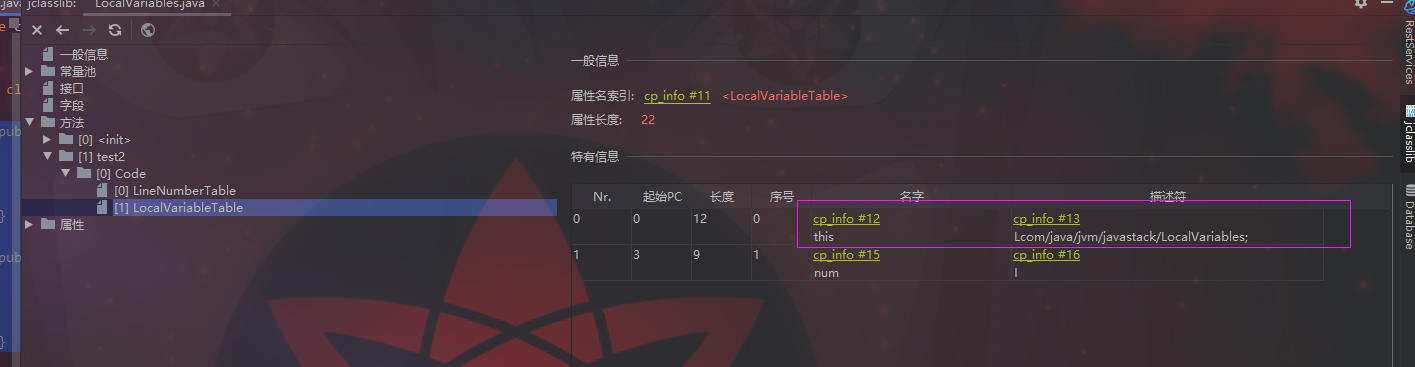 .java
jclasslib:
LocalVariables.java
一般信息
常量池
接口
字段
方法
[0] <init>
[1] test2
[0] Code
[0] LineNumberTable
[1] LocalVariableTable
属性
一般信息
属性名索引: cp_info #11 <LocalVariableTable>
属性长度: 22
特有信息
Nr. 起始PC 长度 序号 名字 描述符
0 0 12 0 cp_info #12 cp_info #13
this Lcom/java/jvm/javastack/LocalVariables;
1 3 9 1 cp_info #15 cp_info #16
num I
RestServices
jclasslib
Database
cl
pub
}
pub
}